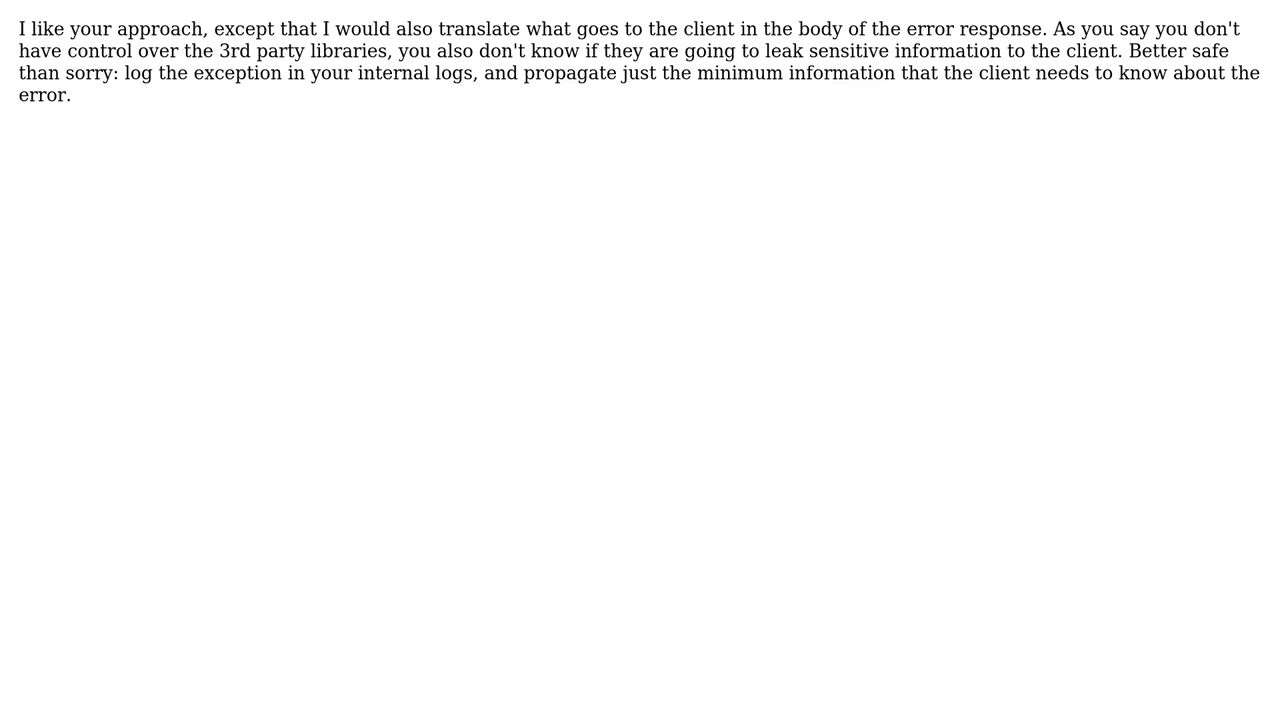 I like your approach, except that I would also translate what goes to the client in the body of the error response. As you say you don't
have control over the 3rd party libraries, you also don't know if they are going to leak sensitive information to the client. Better safe
than sorry: log the exception in your internal logs, and propagate just the minimum information that the client needs to know about the
error.